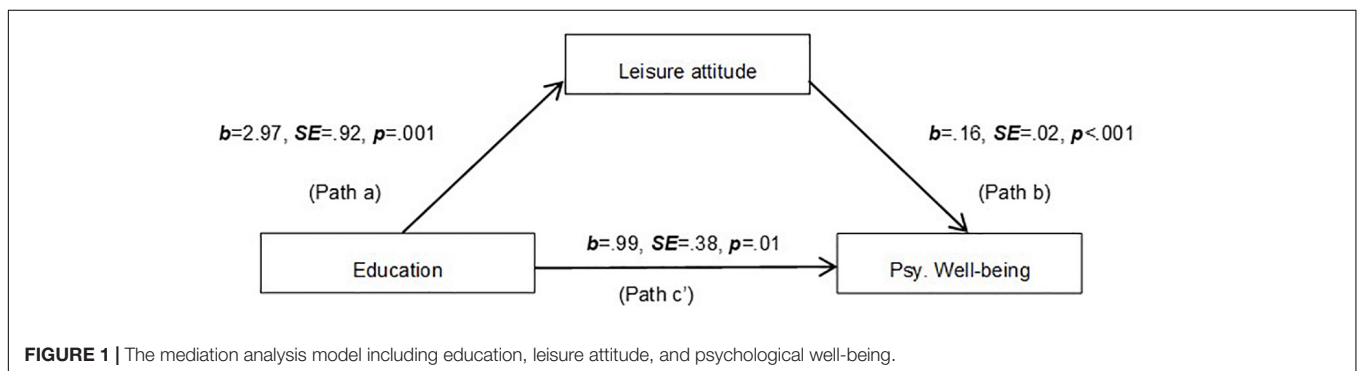 Leisure attitude
b=2.97, SE=.92, p=.001
b=.16, SE=.02, p<.001
(Path a)
(Path b)
b=.99, SE=.38, p=.01
Education
Psy. Well-being
(Path c')
FIGURE 1 | The mediation analysis model including education, leisure attitude, and psychological well-being.